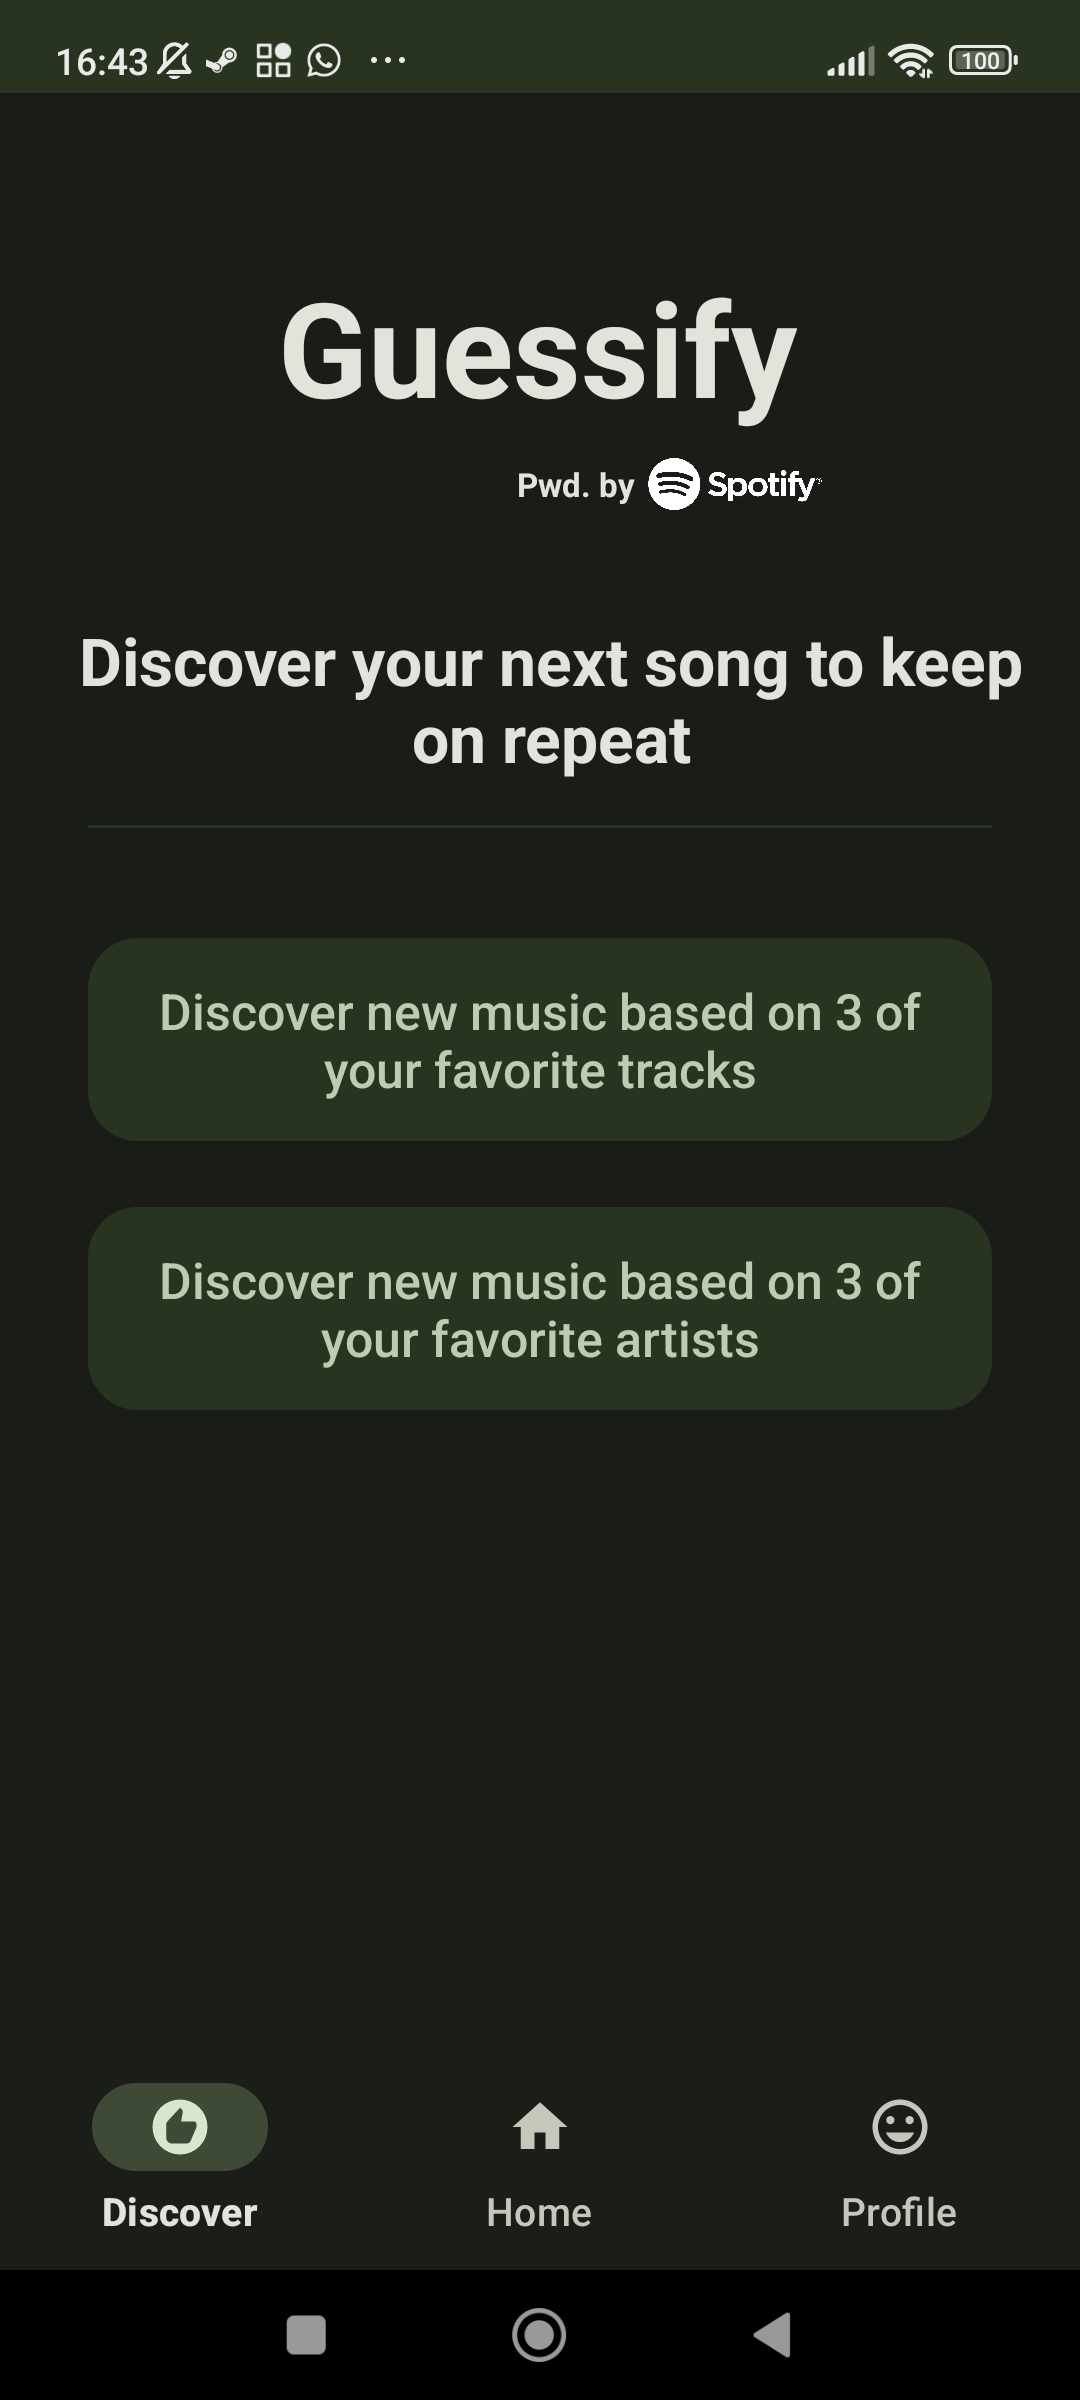 16:43
100
Guessify
Pwd. by Spotify
Discover your next song to keep
on repeat
Discover new music based on 3 of
your favorite tracks
Discover new music based on 3 of
your favorite artists
Discover Home Profile